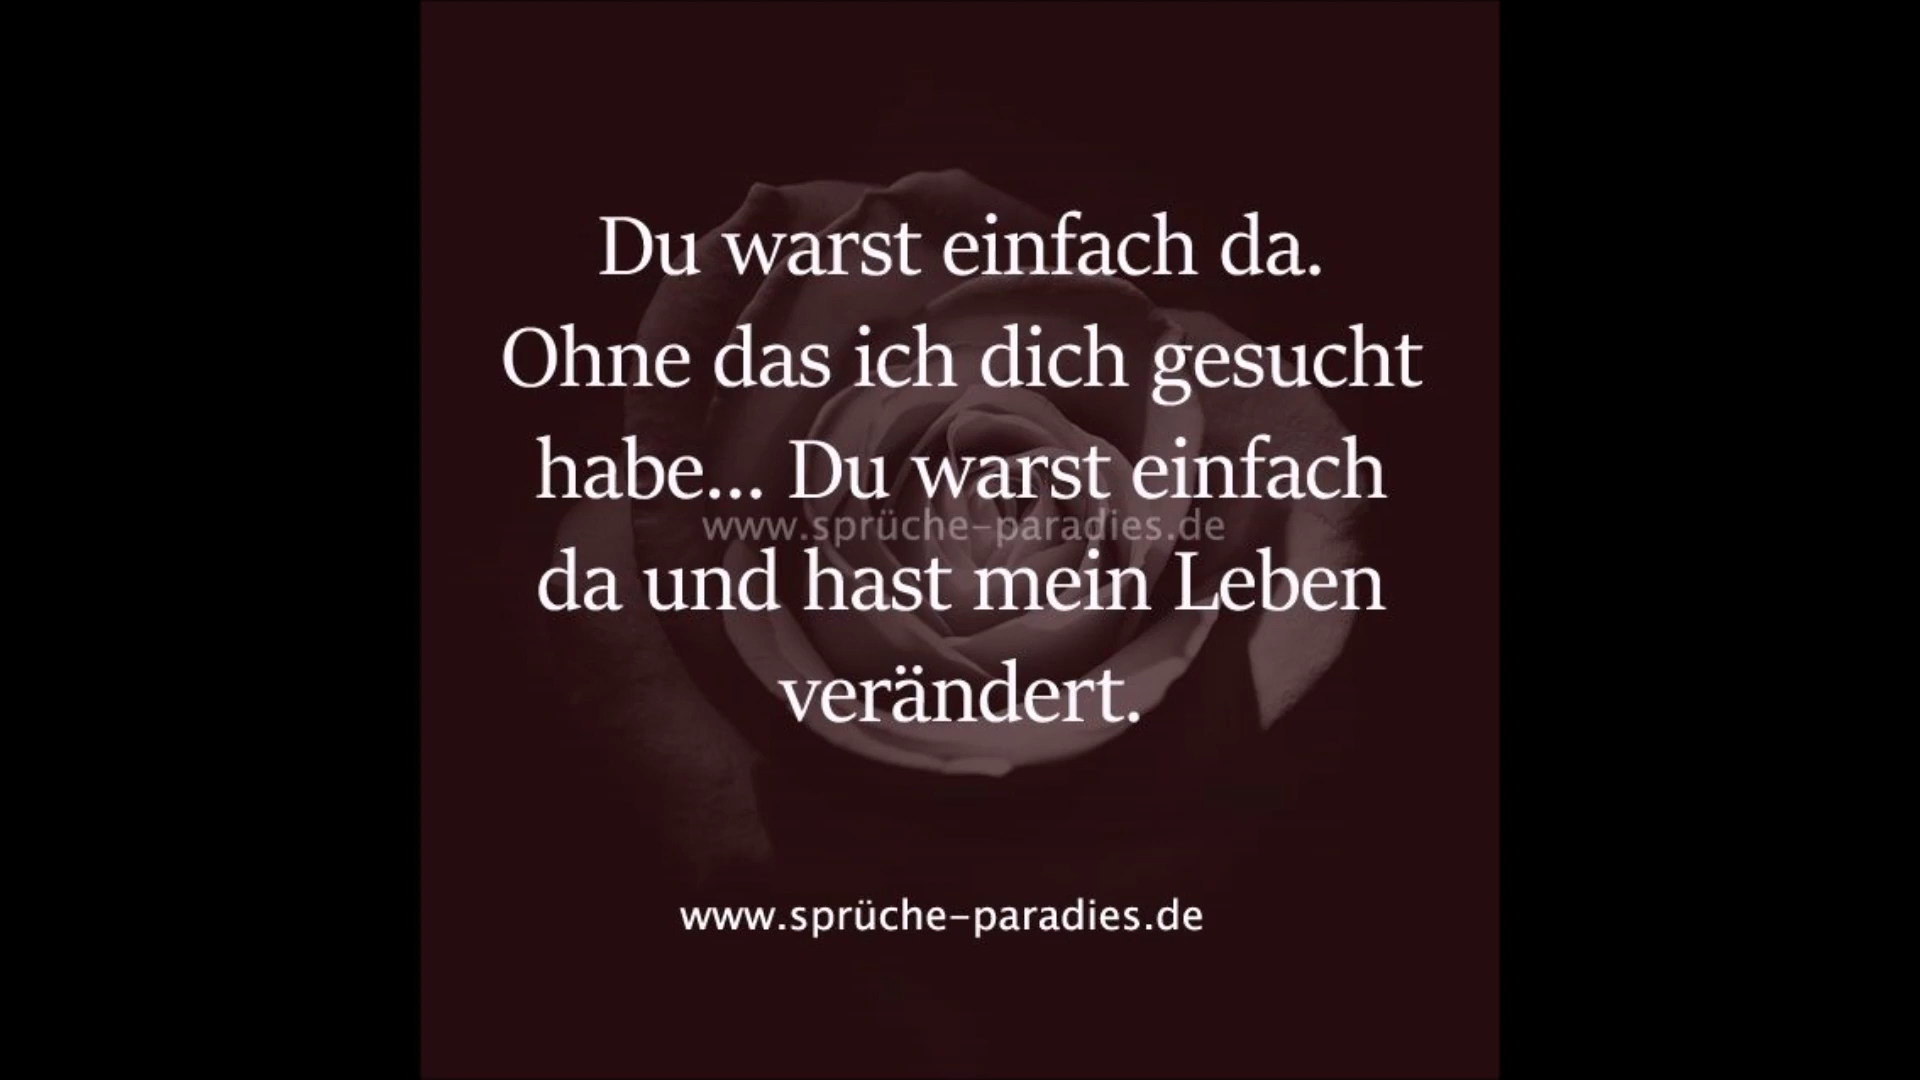 Du warst einfach da.
Ohne das ich dich gesucht
habe... Du warst einfach
www.sprüche-paradies.de
da und hast mein Leben
verändert.
www.sprüche-paradies.de